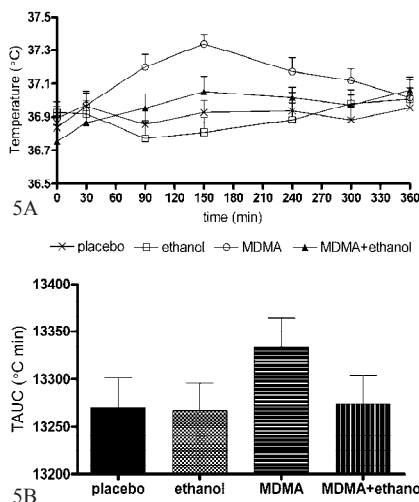 37.5
37.3
37.1
36.9
36.7
36.5
Temperature (°C)
0 30 60 90 120 150 180 210 240 270 300 330 360
time (min)
5A
placebo ethanol MDMA MDMA+ethanol
13400
13350
13300
13250
13200
TAUC (°C min)
placebo ethanol MDMA MDMA+ethanol
5B